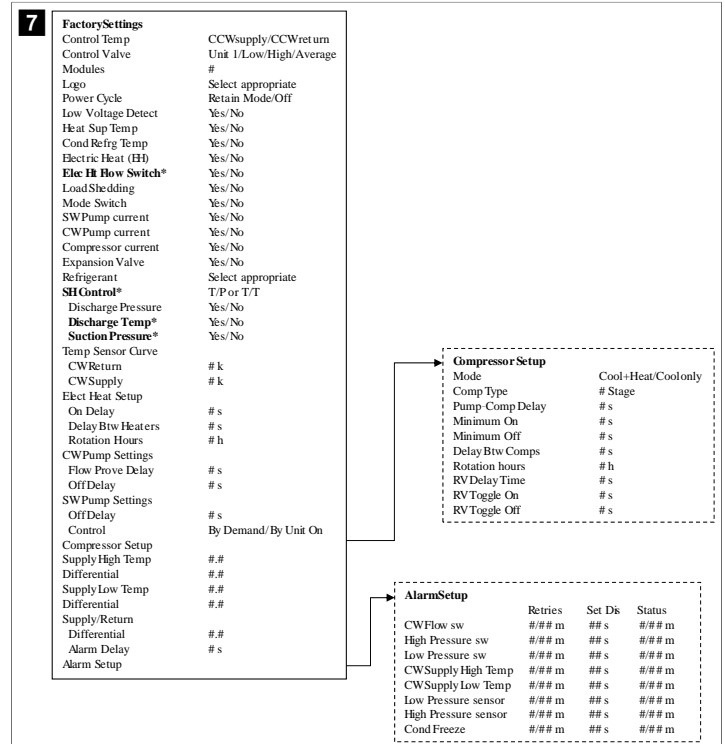 7
FactorySettings
Control Temp CCWsupply/CCWreturn
Control Valve Unit 1/Low/High/Average
Modules #
Logo Select appropriate
Power Cycle Retain Mode/Off
Low Voltage Detect Yes/No
Heat Sup Temp Yes/No
Cond Refrg Temp Yes/No
Electric Heat (EH) Yes/No
Elec Ht Flow Switch* Yes/No
Load Shedding Yes/No
Mode Switch Yes/No
SWPump current Yes/No
CWPump current Yes/No
Compressor current Yes/No
Expansion Valve Yes/No
Refrigerant Select appropriate
SH Control* T/P or T/T
Discharge Pressure Yes/No
Discharge Temp* Yes/No
Suction Pressure* Yes/No
Temp Sensor Curve
CWReturn # k
CWSupply # k
Elect Heat Setup
On Delay # s
Delay Btw Heaters # s
Rotation Hours # h
CWPump Settings
Flow Prove Delay # s
Off Delay # s
SWPump Settings
Off Delay # s
Control By Demand/By Unit On
Compressor Setup
Supply High Temp #.#
Differential #.#
Supply Low Temp #.#
Differential #.#
Supply/Return
Differential #.#
Alarm Delay # s
Alarm Setup
Compressor Setup
Mode Cool+Heat/Cool only
Comp Type # Stage
Pump-Comp Delay # s
Minimum On # s
Minimum Off # s
Delay Btw Comps # s
Rotation hours # h
RV Delay Time # s
RV Toggle On # s
RV Toggle Off # s
AlarmSetup
Retries Set Dis Status
CWFlow sw #/## m ## s #/## m
High Pressure sw #/## m ## s #/## m
Low Pressure sw #/## m ## s #/## m
CWSupply High Temp #/## m ## s #/## m
CWSupply Low Temp #/## m ## s #/## m
Low Pressure sensor #/## m ## s #/## m
High Pressure sensor #/## m ## s #/## m
Cond Freeze #/## m ## s #/## m